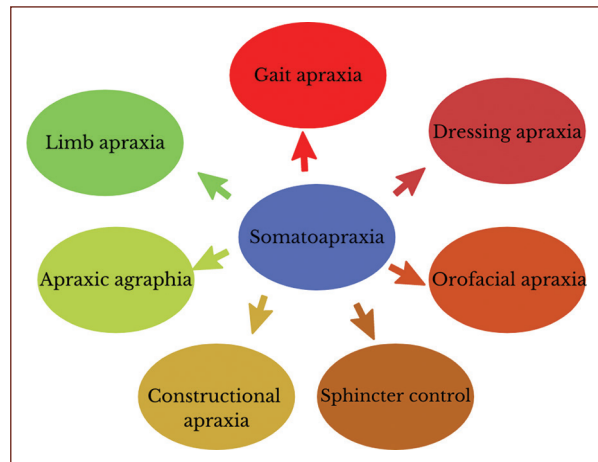 Gait apraxia
Limb apraxia
Dressing apraxia
Somatoapraxia
Apraxic agraphia
Orofacial apraxia
Constructional
apraxia
Sphincter control